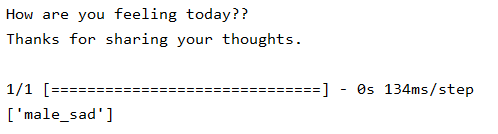 How are you feeling today??
Thanks for sharing your thoughts.
1/1 [==============================] - 0s 134ms/step
['male_sad']